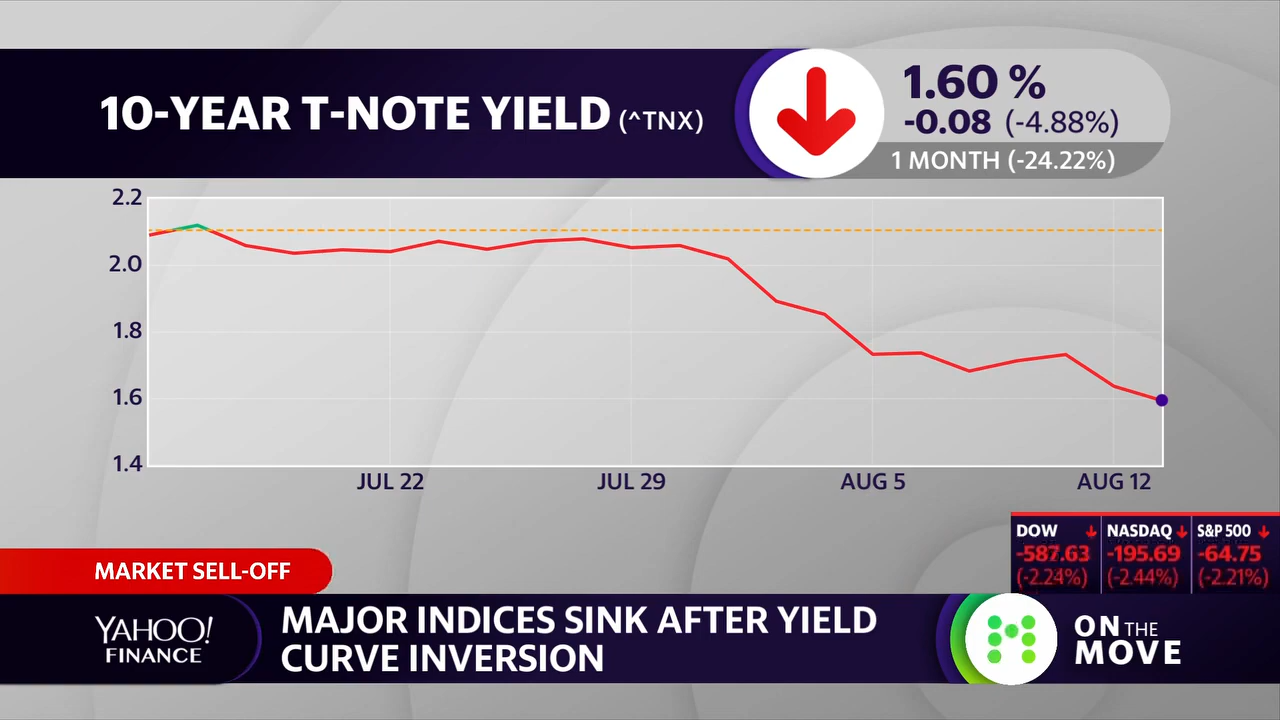 10-YEAR T-NOTE YIELD (^TNX)
1.60 %
-0.08 (-4.88%)
1 MONTH (-24.22%)
2.2
2.0
1.8
1.6
1.4
JUL 22 JUL 29 AUG 5 AUG 12
DOW NASDAQ S&P 500
-587.63 -195.69 -64.75
(-2.24%) (-2.44%) (-2.21%)
MARKET SELL-OFF
YAHOO!
FINANCE
MAJOR INDICES SINK AFTER YIELD
CURVE INVERSION
ON THE
MOVE